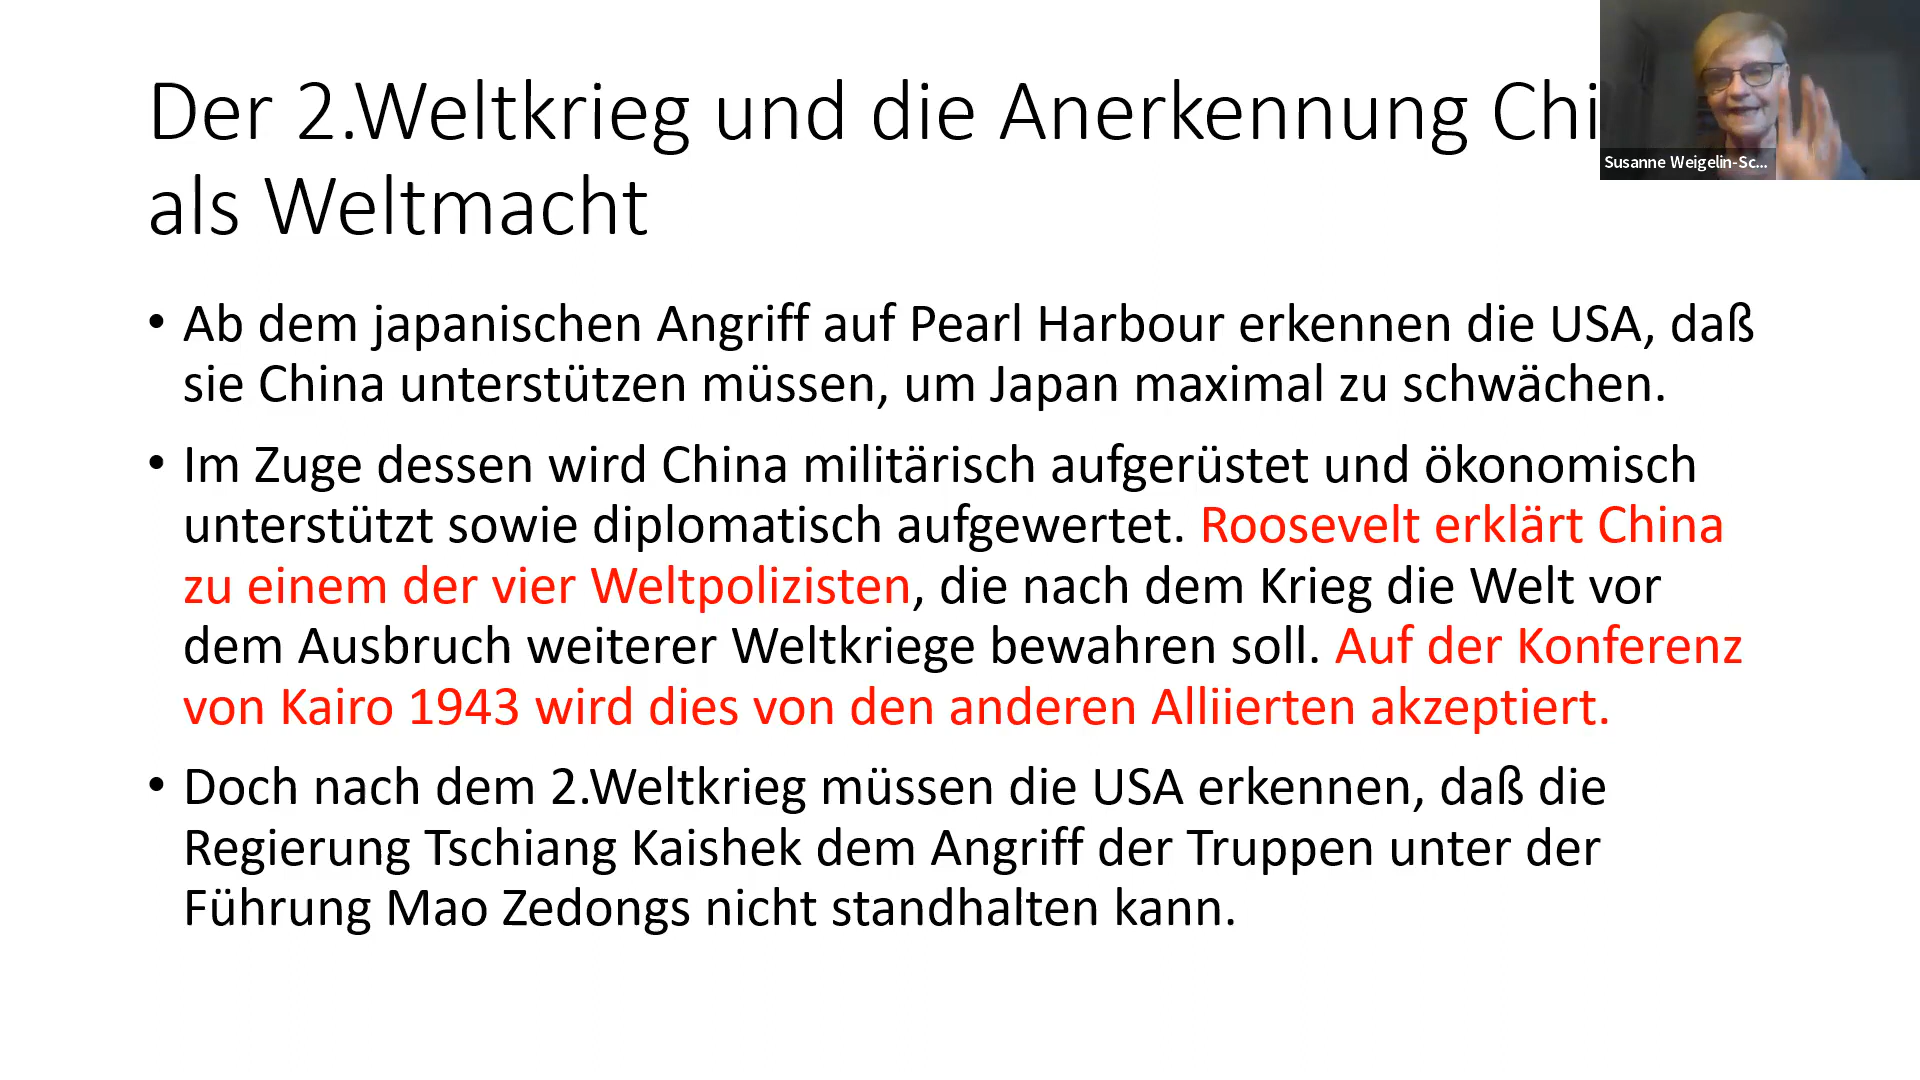 Der 2.Weltkrieg und die Anerkennung Chi
als Weltmacht
Susanne Weigelin-Sc...
• Ab dem japanischen Angriff auf Pearl Harbour erkennen die USA, daß
sie China unterstützen müssen, um Japan maximal zu schwächen.
• Im Zuge dessen wird China militärisch aufgerüstet und ökonomisch
unterstützt sowie diplomatisch aufgewertet. Roosevelt erklärt China
zu einem der vier Weltpolizisten, die nach dem Krieg die Welt vor
dem Ausbruch weiterer Weltkriege bewahren soll. Auf der Konferenz
von Kairo 1943 wird dies von den anderen Alliierten akzeptiert.
• Doch nach dem 2.Weltkrieg müssen die USA erkennen, daß die
Regierung Tschiang Kaishek dem Angriff der Truppen unter der
Führung Mao Zedongs nicht standhalten kann.